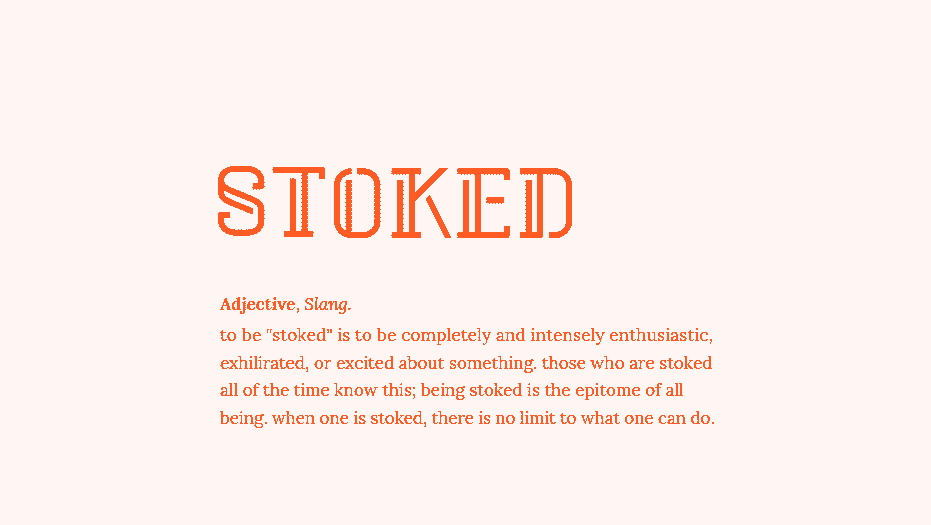 STOKED
Adjective, Slang.
to be "stoked" is to be completely and intensely enthusiastic,
exhilirated, or excited about something. those who are stoked
all of the time know this; being stoked is the epitome of all
being. when one is stoked, there is no limit to what one can do.